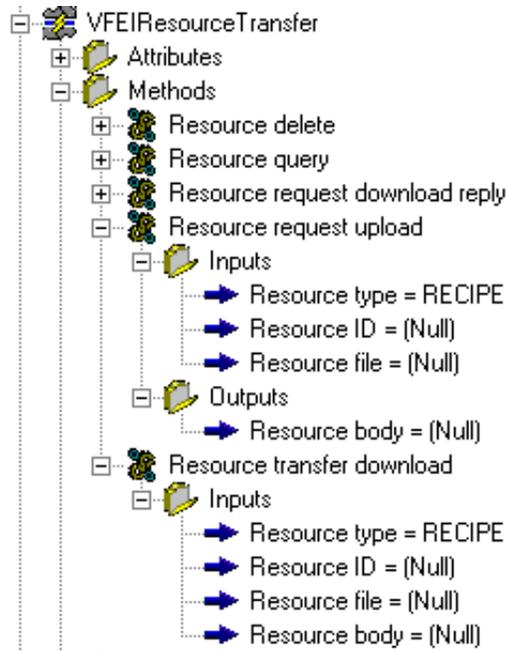 VFEIResourceTransfer
Attributes
Methods
Resource delete
Resource query
Resource request download reply
Resource request upload
Inputs
Resource type = RECIPE
Resource ID = (Null)
Resource file = (Null)
Outputs
Resource body = (Null)
Resource transfer download
Inputs
Resource type = RECIPE
Resource ID = (Null)
Resource file = (Null)
Resource body = (Null)